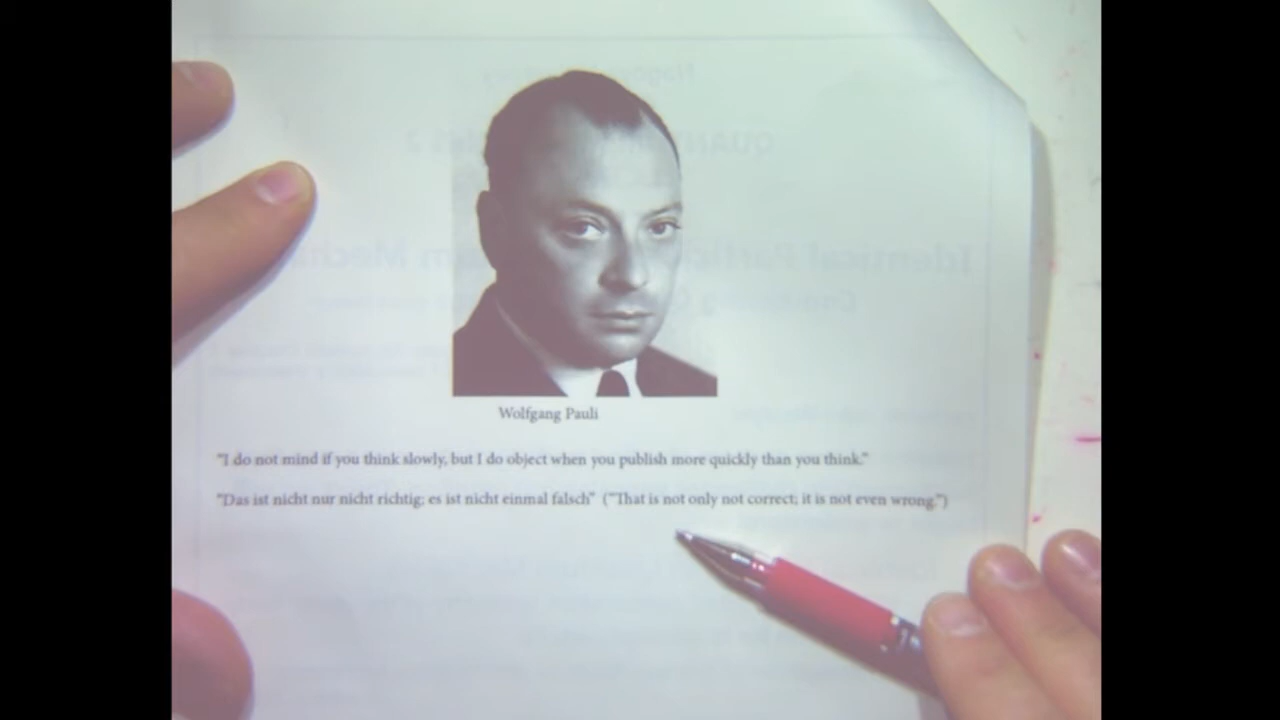 Wolfgang Pauli
"I do not mind if you think slowly, but I do object when you publish more quickly than you think."
"Das ist nicht nur nicht richtig; es ist nicht einmal falsch" ("That is not only not correct; it is not even wrong.")